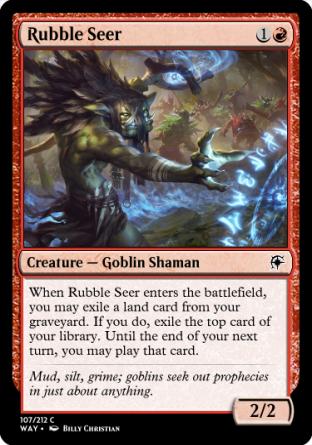 Rubble Seer 1
Creature — Goblin Shaman
When Rubble Seer enters the battlefield,
you may exile a land card from your
graveyard. If you do, exile the top card of
your library. Until the end of your next
turn, you may play that card.
Mud, silt, grime; goblins seek out prophecies
in just about anything.
2/2
107/212 C
WAY • Billy Christian